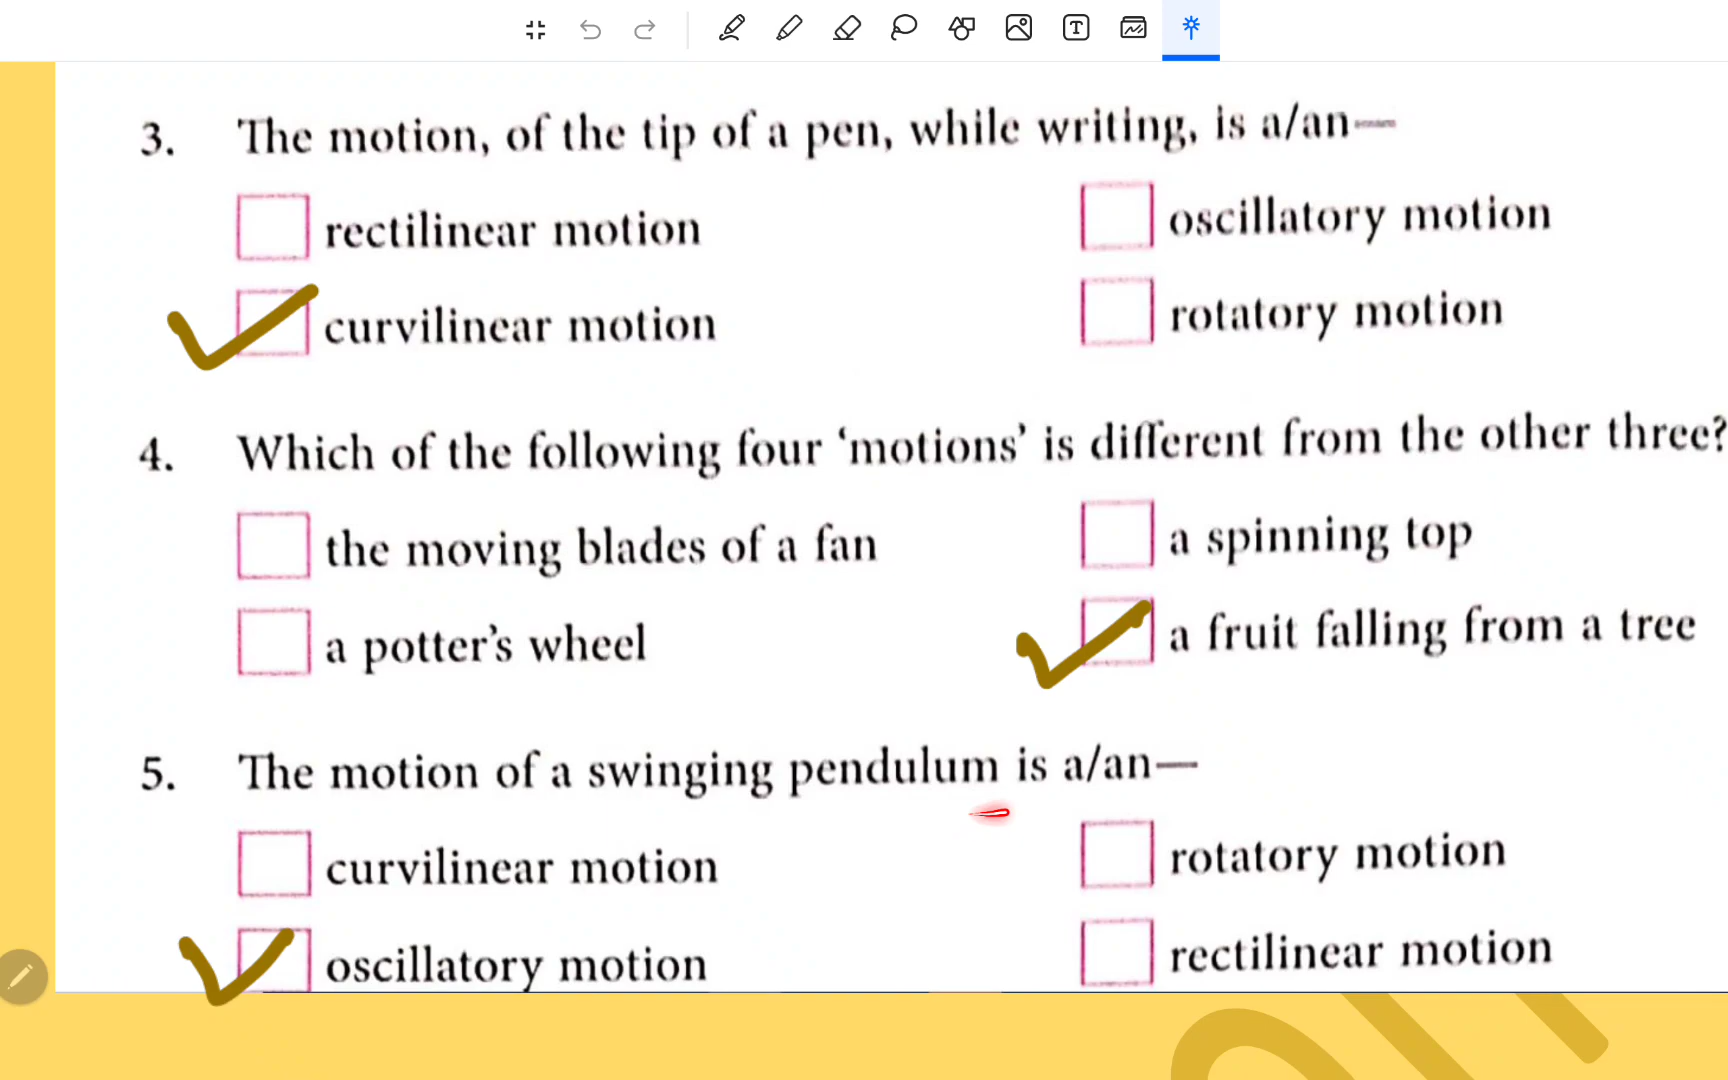 3. The motion, of the tip of a pen, while writing, is a/an—
rectilinear motion
oscillatory motion
curvilinear motion
rotatory motion
4. Which of the following four ‘motions’ is different from the other three?
the moving blades of a fan
a spinning top
a potter’s wheel
a fruit falling from a tree
5. The motion of a swinging pendulum is a/an—
curvilinear motion
rotatory motion
oscillatory motion
rectilinear motion